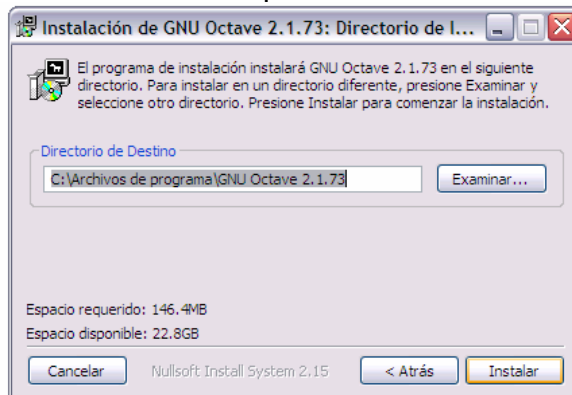 Instalación de GNU Octave 2.1.73: Directorio de I...
El programa de instalación instalará GNU Octave 2.1.73 en el siguiente
directorio. Para instalar en un directorio diferente, presione Examinar y
seleccione otro directorio. Presione Instalar para comenzar la instalación.
Directorio de Destino
C:\Archivos de programa\GNU Octave 2.1.73
Examinar...
Espacio requerido: 146.4MB
Espacio disponible: 22.8GB
Cancelar Nullsoft Install System 2.15 < Atrás Instalar